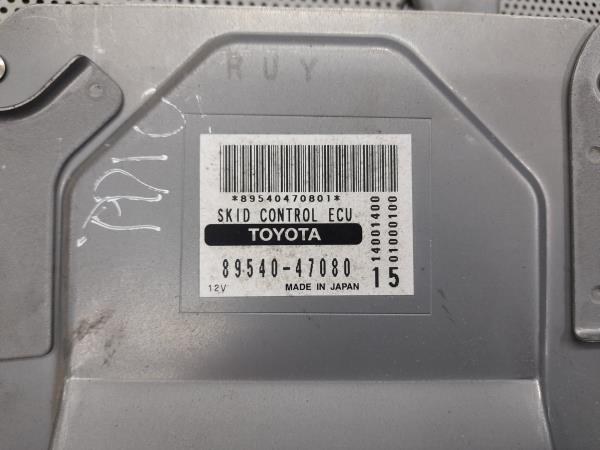 RUY
*89540470801*
SKID CONTROL ECU
TOYOTA
89540-47080
12V
MADE IN JAPAN
14001400
01000100
15